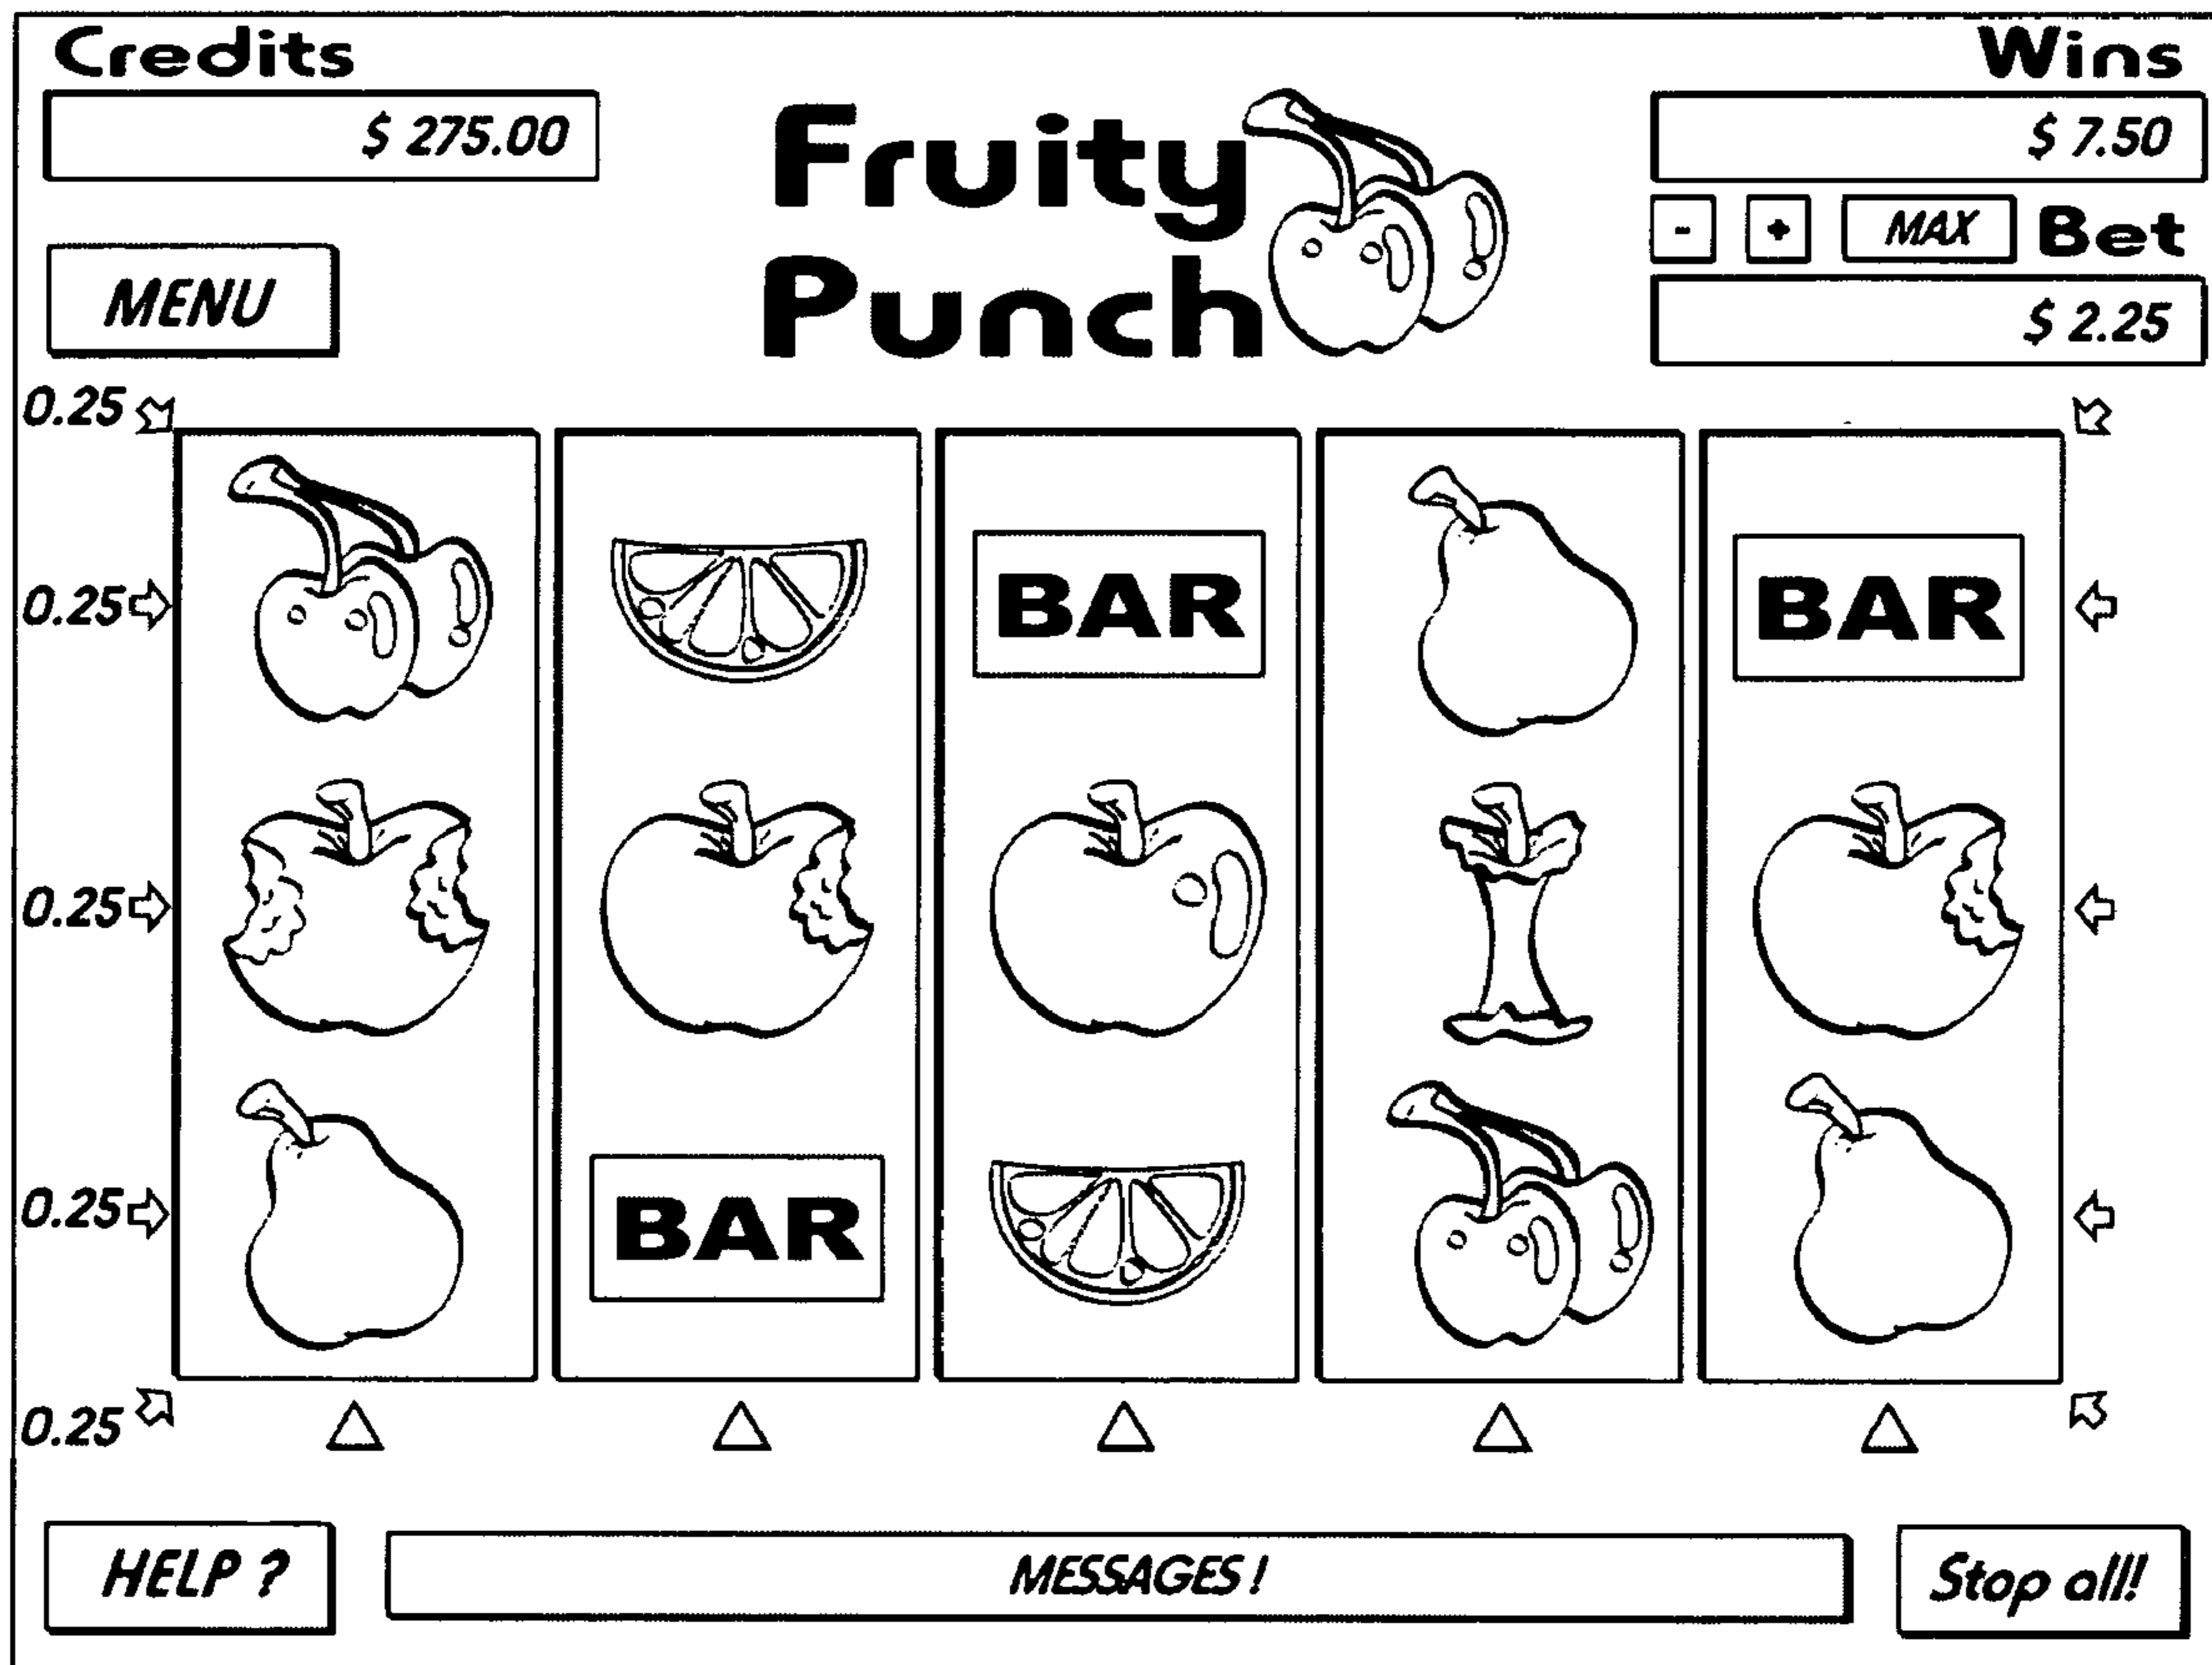 Credits
Wins
$ 275.00
$ 7.50
Fruity
Punch
- + MAX Bet
MENU
$ 2.25
0.25
0.25
BAR
BAR
0.25
0.25
BAR
0.25
HELP ?
MESSAGES !
Stop all!